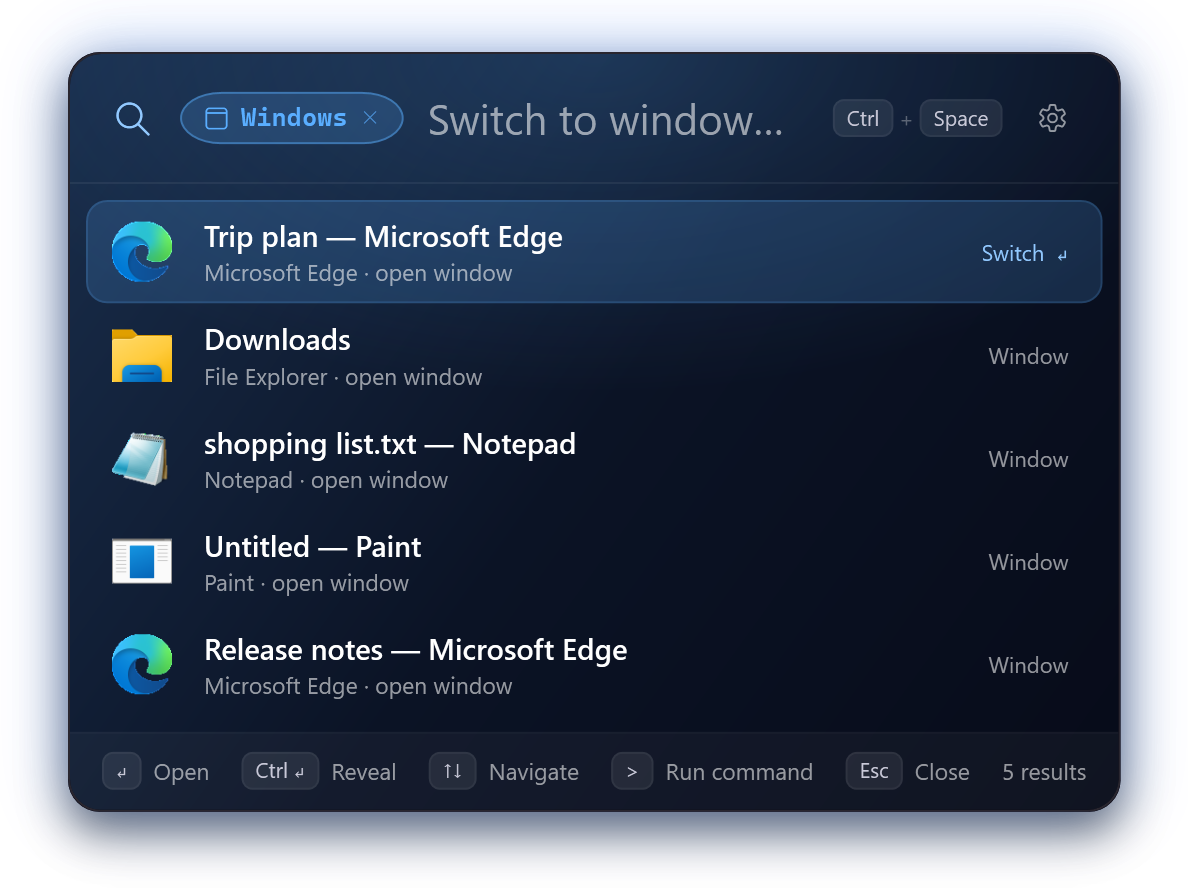 Windows × Switch to window... Ctrl + Space
Trip plan — Microsoft Edge
Microsoft Edge · open window
Switch ↵
Downloads
File Explorer · open window
Window
shopping list.txt — Notepad
Notepad · open window
Window
Untitled — Paint
Paint · open window
Window
Release notes — Microsoft Edge
Microsoft Edge · open window
Window
↵ Open Ctrl ↵ Reveal ↑↓ Navigate > Run command Esc Close 5 results